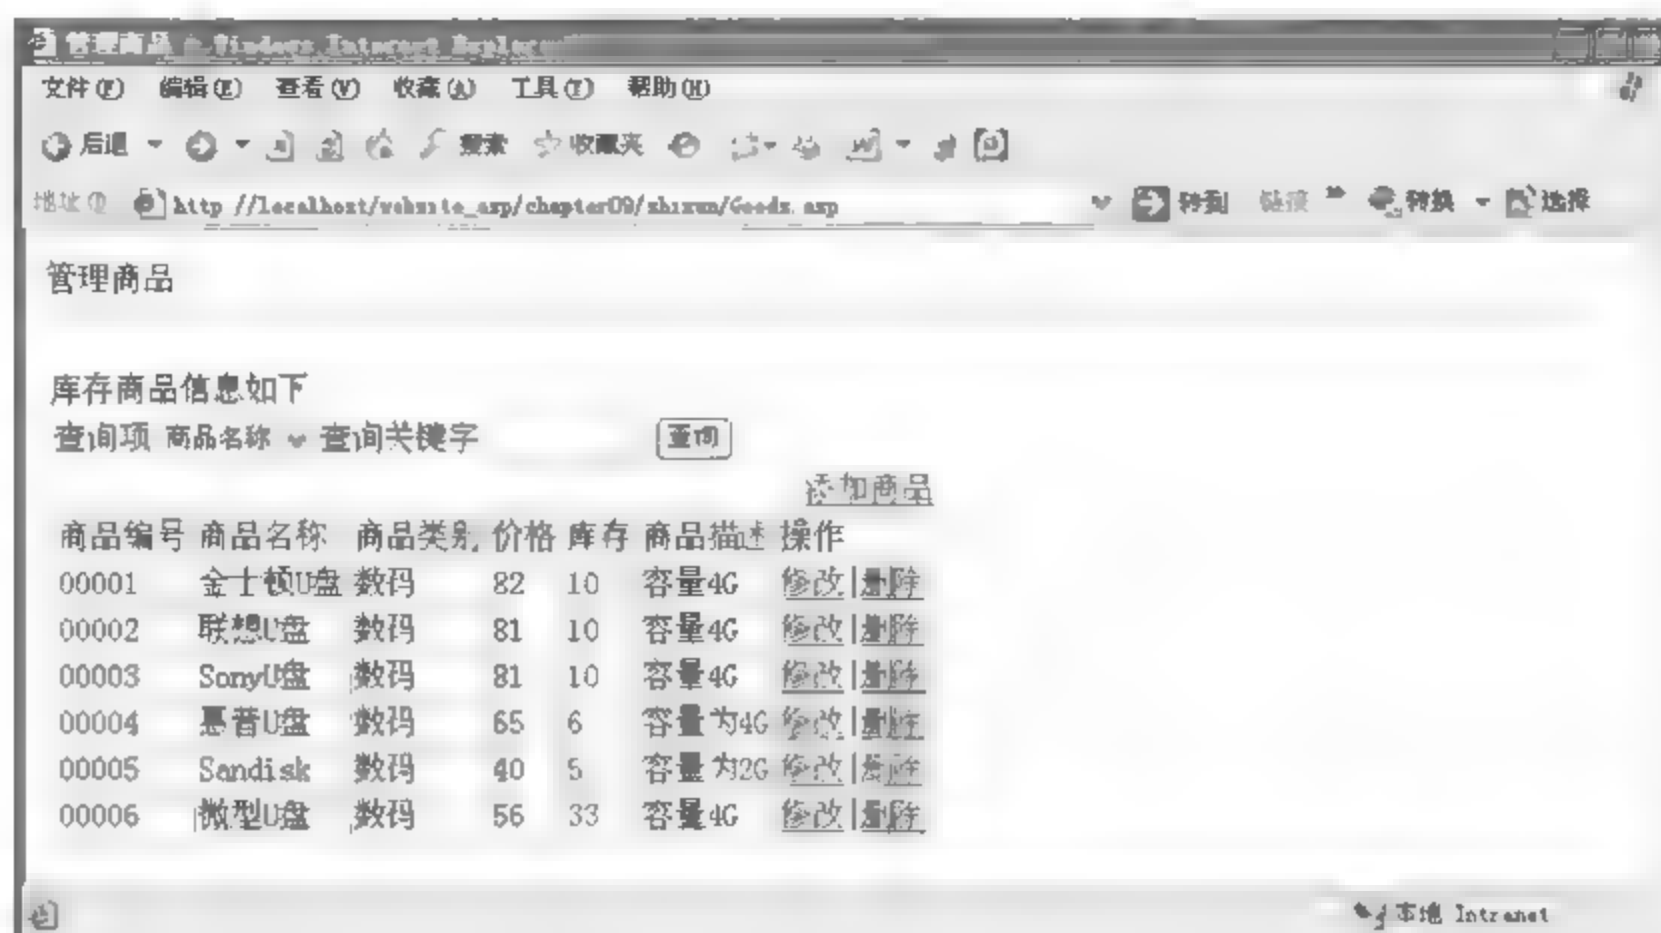 管理商品 - Windows Internet Explorer
文件(F) 编辑(E) 查看(V) 收藏(A) 工具(T) 帮助(H)
后退 搜索 收藏夹
地址(D) http //localhost/website_asp/chapter09/shixun/Goods.asp 转到 链接 » 转换 选择
管理商品
库存商品信息如下
查询项 商品名称 查询关键字 查询
添加商品
商品编号 商品名称 商品类别 价格 库存 商品描述 操作
00001 金士顿U盘 数码 82 10 容量4G 修改|删除
00002 联想U盘 数码 81 10 容量4G 修改|删除
00003 SonyU盘 数码 81 10 容量4G 修改|删除
00004 惠普U盘 数码 65 6 容量为4G 修改|删除
00005 Sandisk 数码 40 5 容量为2G 修改|删除
00006 微型U盘 数码 56 33 容量4G 修改|删除
本地 Intranet